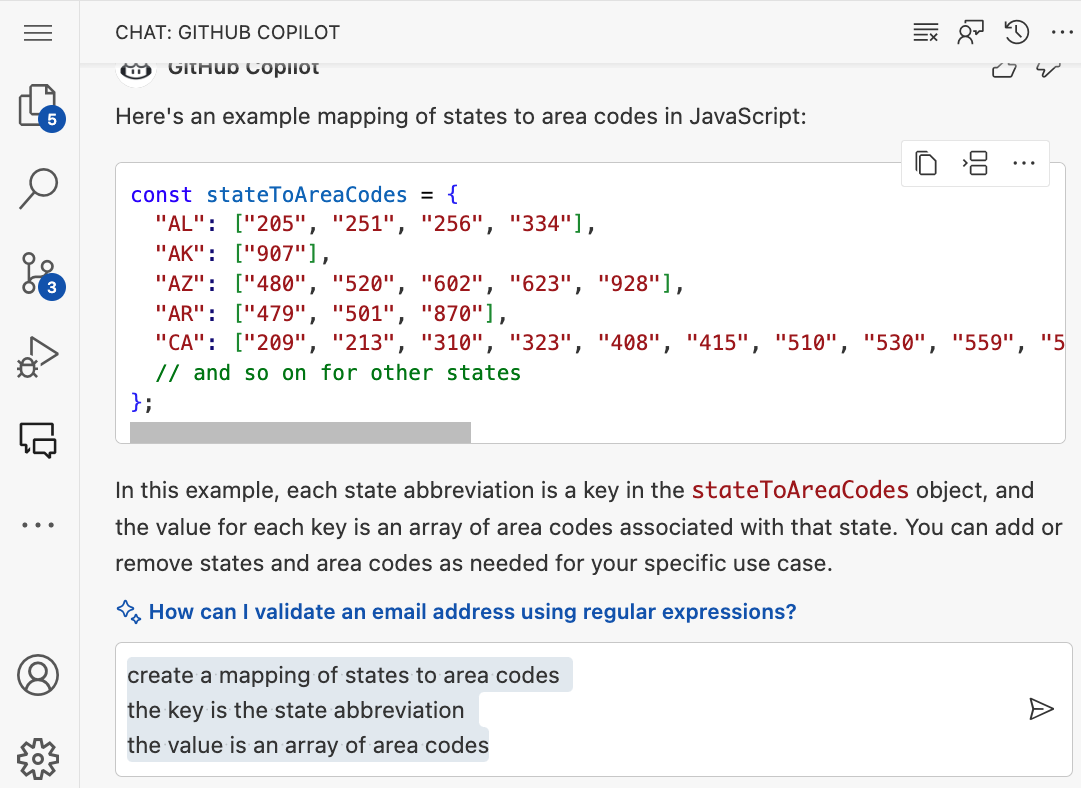 CHAT: GITHUB COPILOT
GitHub Copilot
5
Here's an example mapping of states to area codes in JavaScript:
const stateToAreaCodes = {
"AL": ["205", "251", "256", "334"],
"AK": ["907"],
"AZ": ["480", "520", "602", "623", "928"],
"AR": ["479", "501", "870"],
"CA": ["209", "213", "310", "323", "408", "415", "510", "530", "559", "5
// and so on for other states
};
3
In this example, each state abbreviation is a key in the stateToAreaCodes object, and
the value for each key is an array of area codes associated with that state. You can add or
remove states and area codes as needed for your specific use case.
How can I validate an email address using regular expressions?
create a mapping of states to area codes
the key is the state abbreviation
the value is an array of area codes